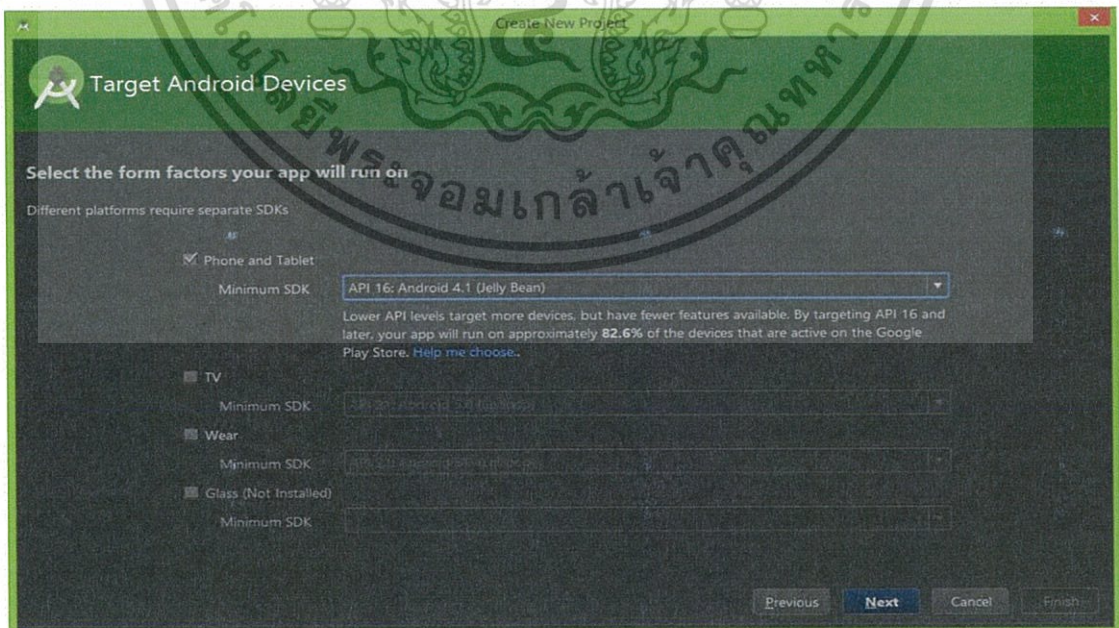 Create New Project
Target Android Devices
Select the form factors your app will run on
Different platforms require separate SDKs
Phone and Tablet
Minimum SDK
API 16: Android 4.1 (Jelly Bean)
Lower API levels target more devices, but have fewer features available. By targeting API 16 and
later, your app will run on approximately 82.6% of the devices that are active on the Google
Play Store. Help me choose..
TV
Minimum SDK
Wear
Minimum SDK
Glass (Not Installed)
Minimum SDK
Previous
Next
Cancel
Finish
พระจอมเกล้าเจ้าคุณทหาร